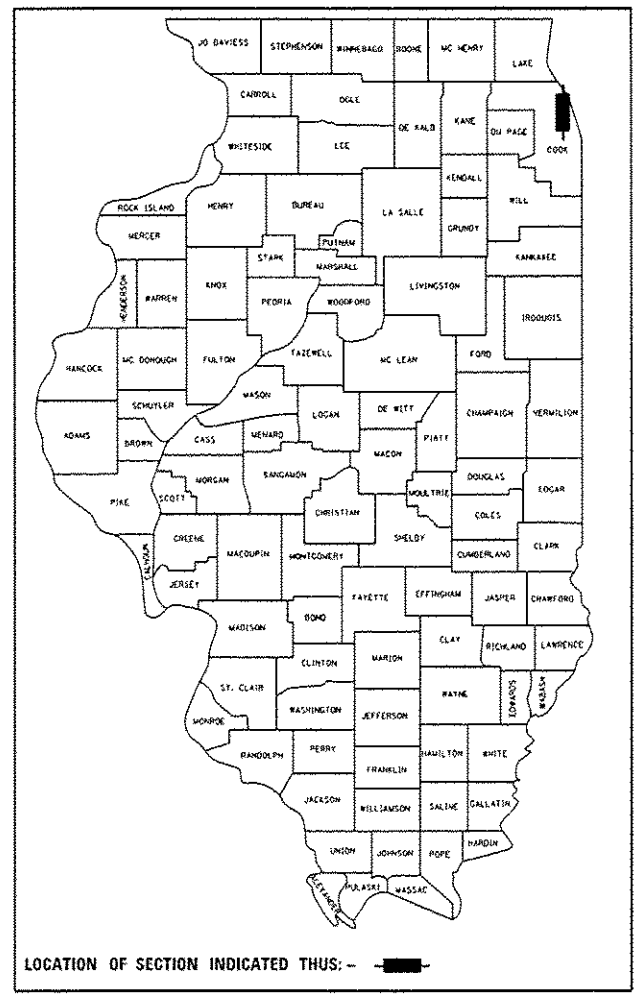 JO DAVIESS
STEPHENSON
WINNEBAGO
BOONE
MC HENRY
LAKE
CARROLL
OGLE
DE KALB
KANE
DU PAGE
COOK
WHITESIDE
LEE
KENDALL
WILL
ROCK ISLAND
HENRY
BUREAU
LA SALLE
GRUNDY
MERCER
PUTNAM
STARK
MARSHALL
KANKAKEE
HENDERSON
WARREN
KNOX
PEORIA
WOODFORD
LIVINGSTON
IROQUOIS
HANCOCK
MC DONOUGH
FULTON
TAZEWELL
MC LEAN
FORD
SCHUYLER
MASON
LOGAN
DE WITT
CHAMPAIGN
VERMILION
ADAMS
BROWN
CASS
MENARD
MACON
PIATT
PIKE
SCOTT
MORGAN
SANGAMON
MOULTRIE
DOUGLAS
EDGAR
CHRISTIAN
COLES
CALHOUN
GREENE
MACOUPIN
MONTGOMERY
SHELBY
CUMBERLAND
CLARK
JERSEY
FAYETTE
EFFINGHAM
JASPER
CRAWFORD
MADISON
BOND
CLAY
RICHLAND
LAWRENCE
CLINTON
MARION
ST. CLAIR
WAYNE
EDWARDS
WABASH
MONROE
WASHINGTON
JEFFERSON
RANDOLPH
PERRY
HAMILTON
WHITE
FRANKLIN
JACKSON
WILLIAMSON
SALINE
GALLATIN
UNION
JOHNSON
POPE
HARDIN
ALEXANDER
PULASKI
MASSAC
LOCATION OF SECTION INDICATED THUS: -